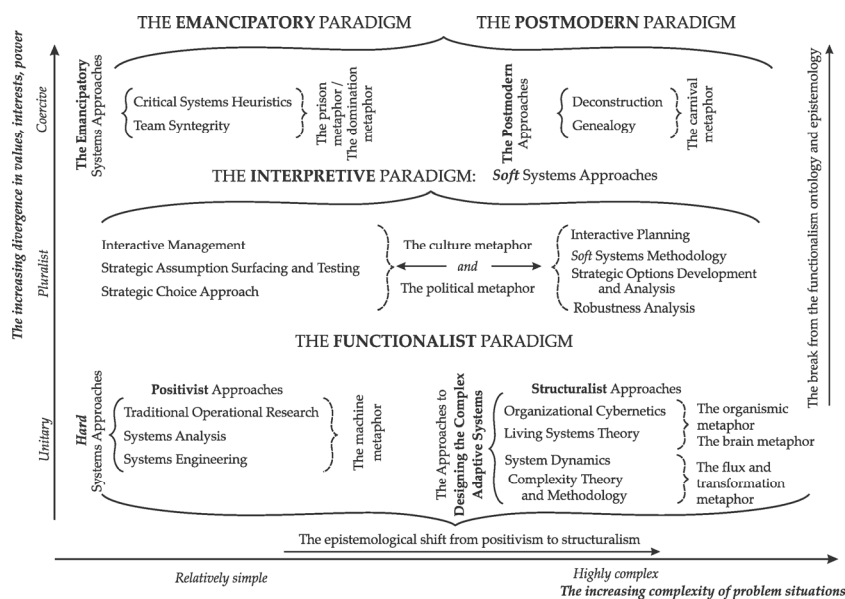 THE EMANCIPATORY PARADIGM
THE POSTMODERN PARADIGM
The increasing divergence in values, interests, power
Coercive
Pluralist
Unitary
The Emancipatory
Systems Approaches
Critical Systems Heuristics
Team Syntegrity
The prison
metaphor /
The domination
metaphor
The Postmodern
Approaches
Deconstruction
Genealogy
The carnival
metaphor
The break from the functionalism ontology and epistemology
THE INTERPRETIVE PARADIGM: Soft Systems Approaches
Interactive Management
Strategic Assumption Surfacing and Testing
Strategic Choice Approach
The culture metaphor
and
The political metaphor
Interactive Planning
Soft Systems Methodology
Strategic Options Development
and Analysis
Robustness Analysis
THE FUNCTIONALIST PARADIGM
Hard
Systems Approaches
Positivist Approaches
Traditional Operational Research
Systems Analysis
Systems Engineering
The machine
metaphor
The Approaches to
Designing the Complex
Adaptive Systems
Structuralist Approaches
Organizational Cybernetics
Living Systems Theory
System Dynamics
Complexity Theory
and Methodology
The organismic
metaphor
The brain metaphor
The flux and
transformation
metaphor
The epistemological shift from positivism to structuralism
Relatively simple
Highly complex
The increasing complexity of problem situations